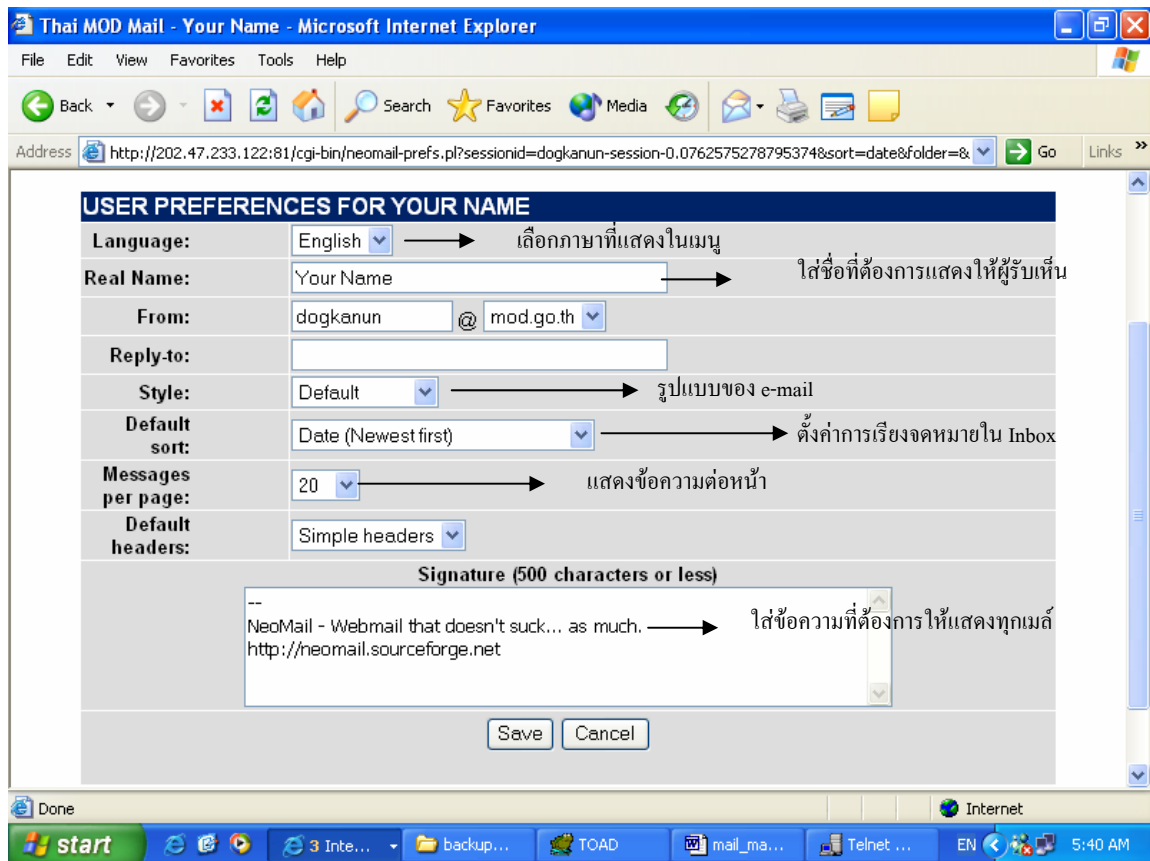 Thai MOD Mail - Your Name - Microsoft Internet Explorer
File Edit View Favorites Tools Help
Back Search Favorites Media
Address http://202.47.233.122:81/cgi-bin/neomail-prefs.pl?sessionid=dogkanun-session-0.0762575278795374&sort=date&folder=& Go Links »
USER PREFERENCES FOR YOUR NAME
Language: English เลือกภาษาที่แสดงในเมนู
Real Name: Your Name ใส่ชื่อที่ต้องการแสดงให้ผู้รับเห็น
From: dogkanun @ mod.go.th
Reply-to:
Style: Default รูปแบบของ e-mail
Default sort: Date (Newest first) ตั้งค่าการเรียงจดหมายใน Inbox
Messages per page: 20 แสดงข้อความต่อหน้า
Default headers: Simple headers
Signature (500 characters or less)
--
NeoMail - Webmail that doesn't suck... as much. ใส่ข้อความที่ต้องการให้แสดงทุกเมล์
http://neomail.sourceforge.net
Save Cancel
Done Internet
start 3 Inte... backup... TOAD mail_ma... Telnet ... EN 5:40 AM